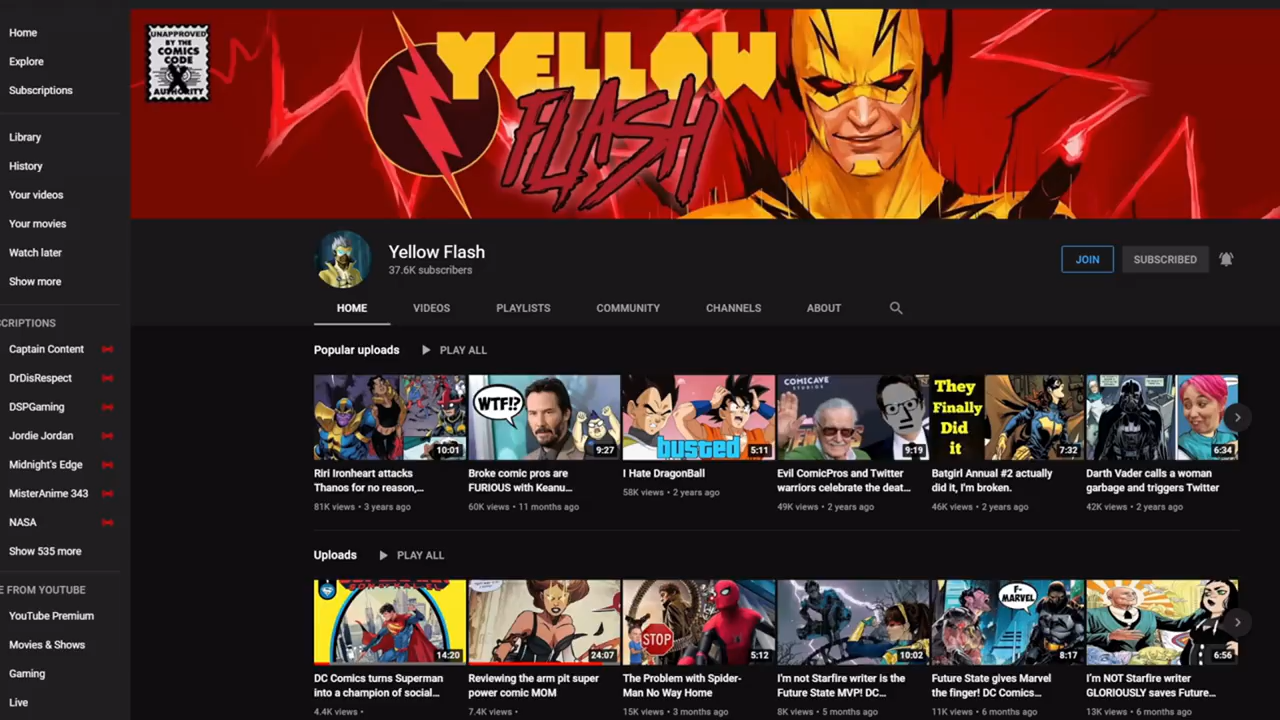 Home
Explore
Subscriptions
Library
History
Your videos
Your movies
Watch later
Show more
SCRIPTIONS
Captain Content
DrDisRespect
DSPGaming
Jordie Jordan
Midnight's Edge
MisterAnime 343
NASA
Show 535 more
E FROM YOUTUBE
YouTube Premium
Movies & Shows
Gaming
Live
UNAPPROVED
BY THE
COMICS
CODE
AUTHORITY
YELLOW
FLASH
Yellow Flash
37.6K subscribers
JOIN
SUBSCRIBED
HOME VIDEOS PLAYLISTS COMMUNITY CHANNELS ABOUT
Popular uploads PLAY ALL
10:01
WTF!?
9:27
busted
5:11
COMICAVE
STUDIOS
9:19
They
Finally
Did
it
7:32
6:34
Riri Ironheart attacks
Thanos for no reason,...
81K views • 3 years ago
Broke comic pros are
FURIOUS with Keanu...
60K views • 11 months ago
I Hate DragonBall
58K views • 2 years ago
Evil ComicPros and Twitter
warriors celebrate the deat...
49K views • 2 years ago
Batgirl Annual #2 actually
did it, I'm broken.
46K views • 2 years ago
Darth Vader calls a woman
garbage and triggers Twitter
42K views • 2 years ago
Uploads PLAY ALL
14:20
24:07
STOP
5:12
10:02
F-
MARVEL
8:17
6:56
DC Comics turns Superman
into a champion of social...
4.4K views •
Reviewing the arm pit super
power comic MOM
7.4K views •
The Problem with Spider-
Man No Way Home
15K views • 3 months ago
I'm not Starfire writer is the
Future State MVP! DC...
8K views • 5 months ago
Future State gives Marvel
the finger! DC Comics...
11K views • 6 months ago
I'm NOT Starfire writer
GLORIOUSLY saves Future...
13K views • 6 months ago